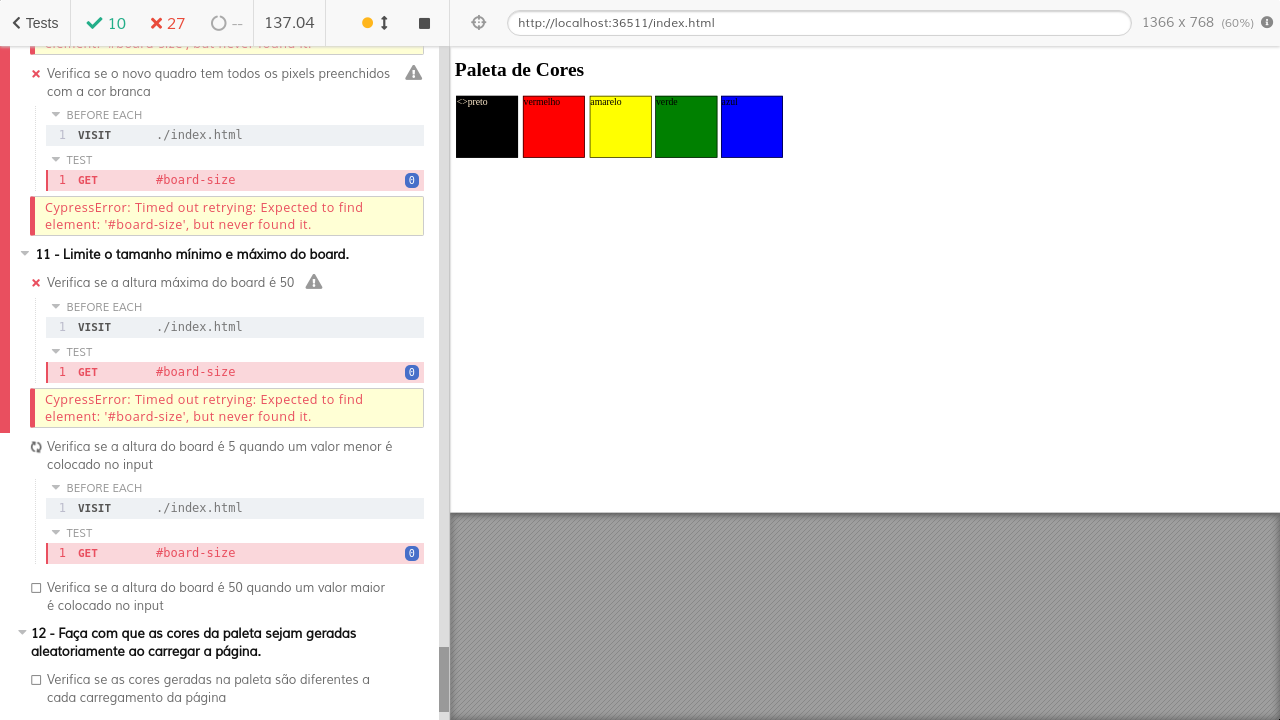 Tests
10
27
--
137.04
http://localhost:36511/index.html
1366 x 768 (60%)
element: '#board-size', but never found it.
Verifica se o novo quadro tem todos os pixels preenchidos
com a cor branca
BEFORE EACH
1 VISIT ./index.html
TEST
1 GET #board-size 0
CypressError: Timed out retrying: Expected to find
element: '#board-size', but never found it.
11 - Limite o tamanho mínimo e máximo do board.
Verifica se a altura máxima do board é 50
BEFORE EACH
1 VISIT ./index.html
TEST
1 GET #board-size 0
CypressError: Timed out retrying: Expected to find
element: '#board-size', but never found it.
Verifica se a altura do board é 5 quando um valor menor é
colocado no input
BEFORE EACH
1 VISIT ./index.html
TEST
1 GET #board-size 0
Verifica se a altura do board é 50 quando um valor maior
é colocado no input
12 - Faça com que as cores da paleta sejam geradas
aleatoriamente ao carregar a página.
Verifica se as cores geradas na paleta são diferentes a
cada carregamento da página
Paleta de Cores
<>preto
vermelho
amarelo
verde
azul